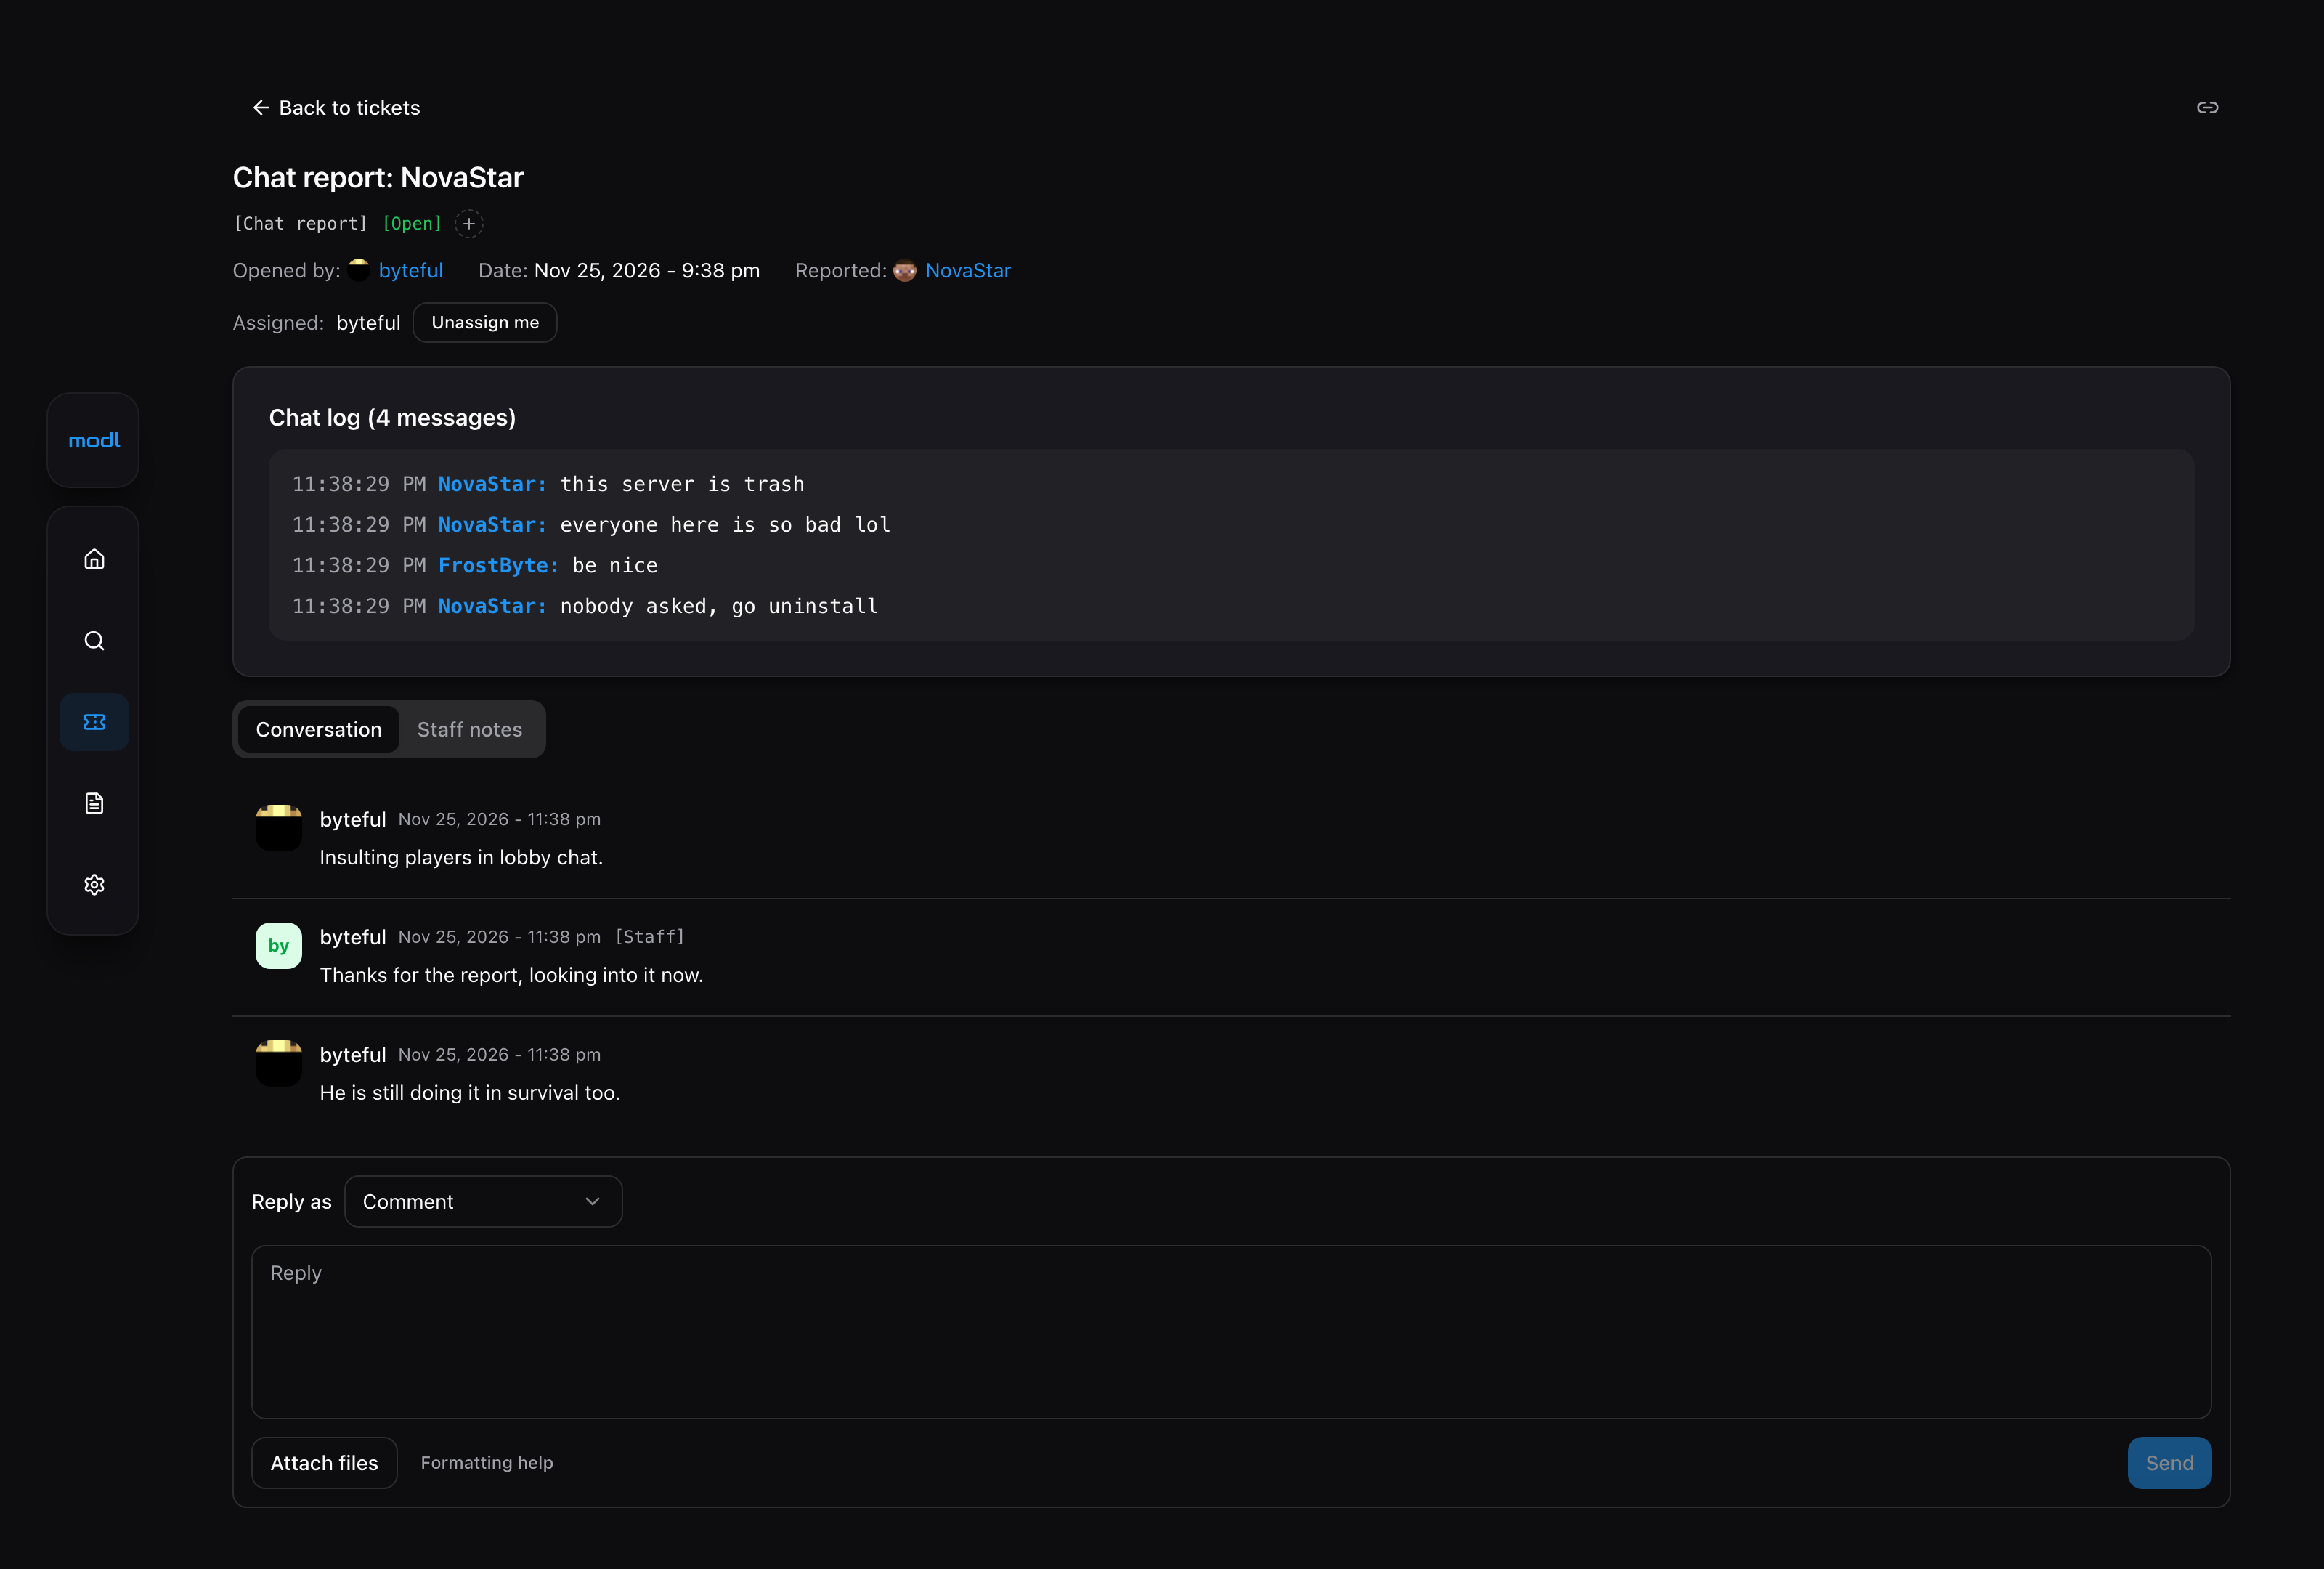 Back to tickets
Chat report: NovaStar
[Chat report] [Open] +
Opened by: byteful Date: Nov 25, 2026 - 9:38 pm Reported: NovaStar
Assigned: byteful Unassign me
modl
Chat log (4 messages)
11:38:29 PM NovaStar: this server is trash
11:38:29 PM NovaStar: everyone here is so bad lol
11:38:29 PM FrostByte: be nice
11:38:29 PM NovaStar: nobody asked, go uninstall
Conversation Staff notes
byteful Nov 25, 2026 - 11:38 pm
Insulting players in lobby chat.
by byteful Nov 25, 2026 - 11:38 pm [Staff]
Thanks for the report, looking into it now.
byteful Nov 25, 2026 - 11:38 pm
He is still doing it in survival too.
Reply as Comment
Reply
Attach files Formatting help Send